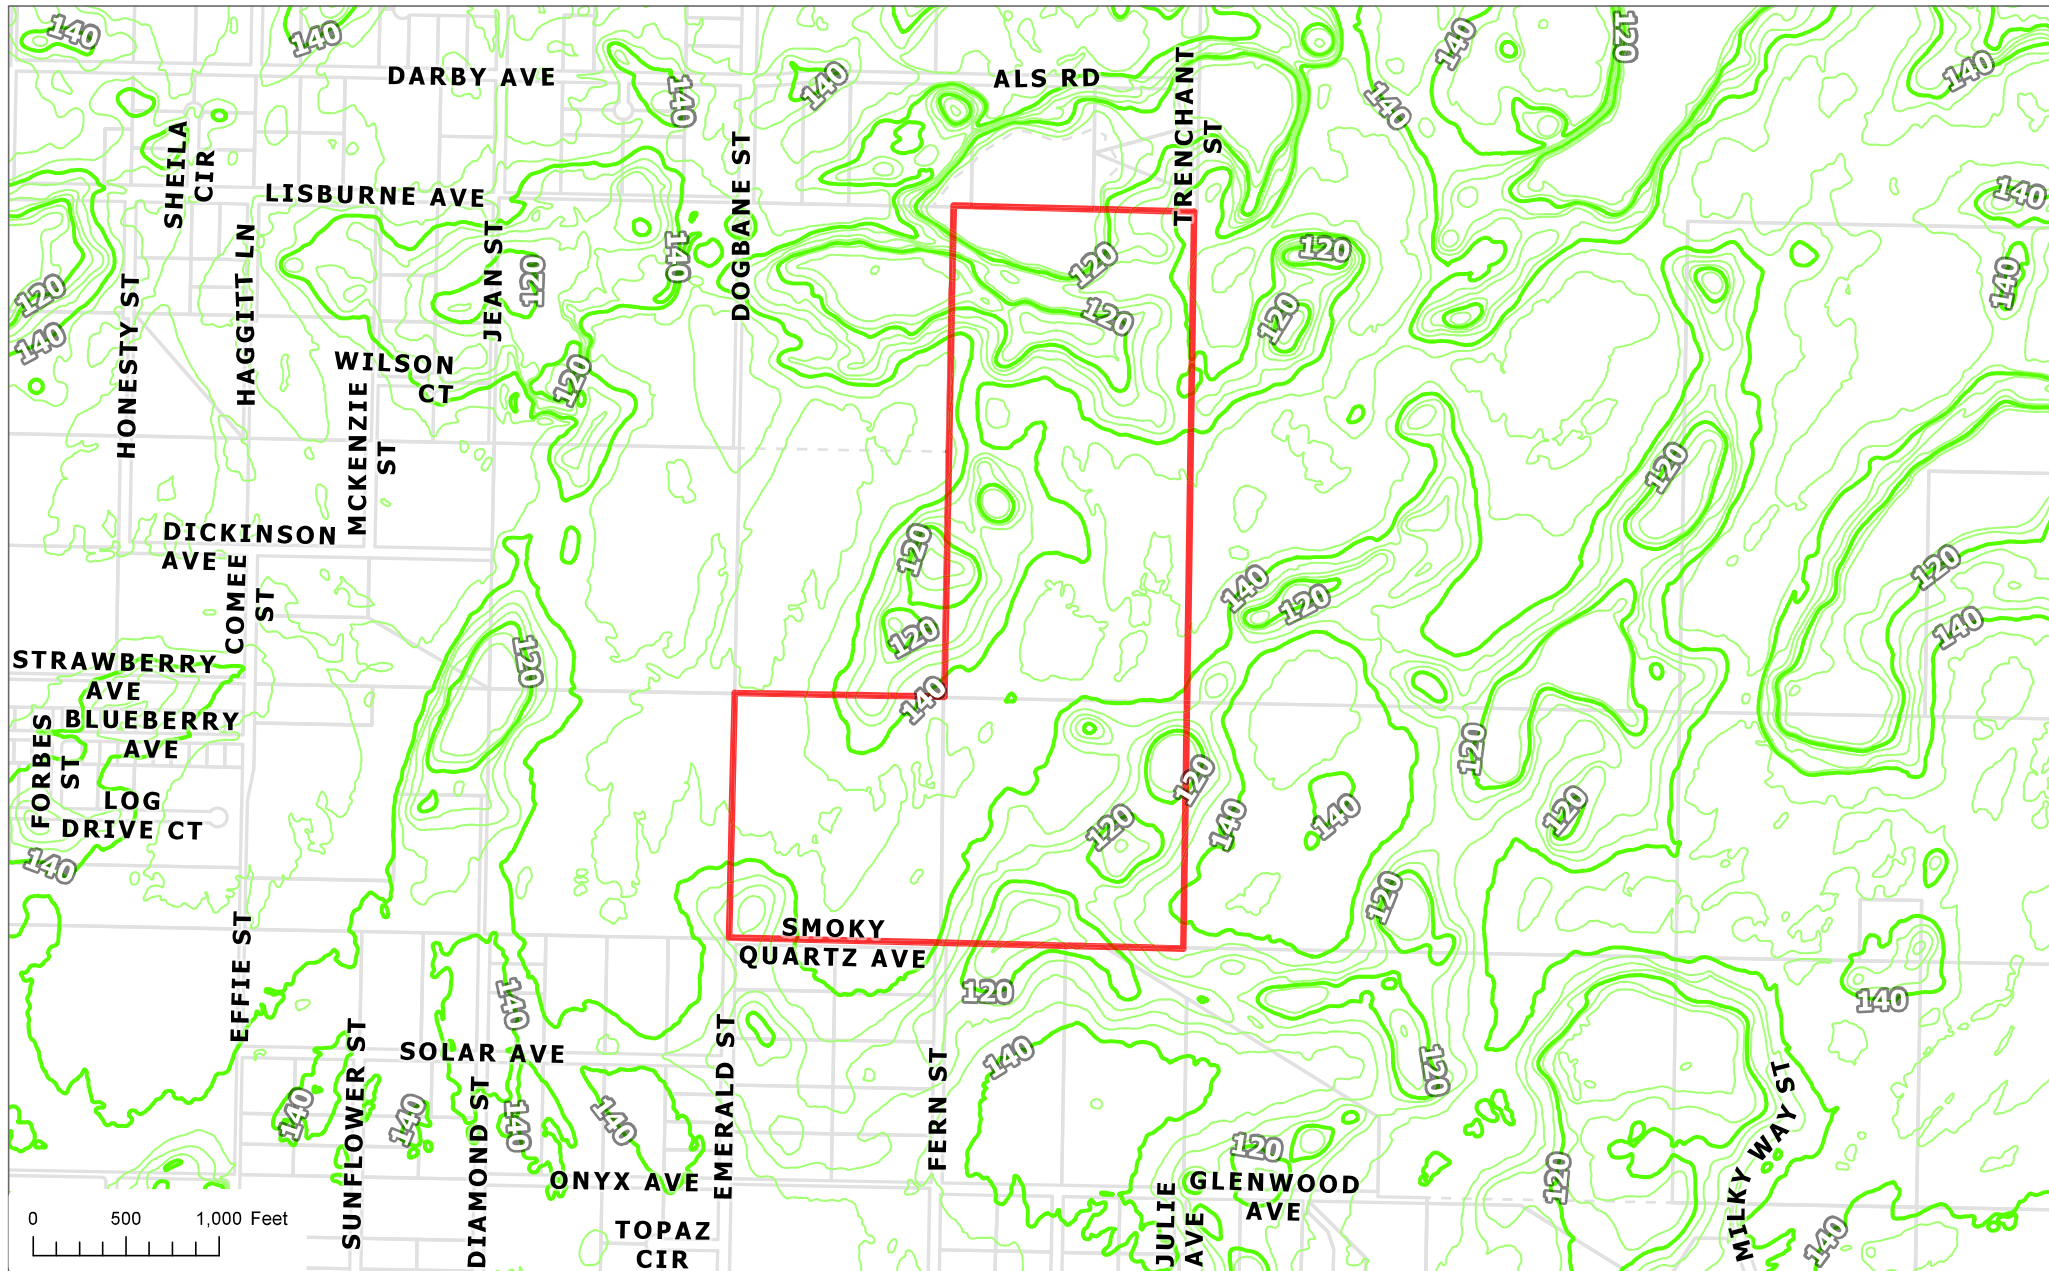 140
140
120
140
140
DARBY AVE
140
140
ALS RD
140
TRENCHANT
ST
SHEILA
CIR
LISBURNE AVE
DOGBANE ST
140
HAGGITT LN
JEAN ST
120
140
120
120
120
120
140
120
140
HONESTY ST
WILSON
CT
120
MCKENZIE
ST
120
DICKINSON
AVE
120
COMEE
ST
140
120
120
120
140
STRAWBERRY
AVE
120
140
BLUEBERRY
AVE
FORBES
ST
120
120
LOG
DRIVE CT
120
140
140
120
140
120
SMOKY
QUARTZ AVE
EFFIE ST
140
120
140
SOLAR AVE
140
120
SUNFLOWER ST
DIAMOND ST
EMERALD ST
FERN ST
140
140
140
140
120
120
MILKY WAY ST
ONYX AVE
GLENWOOD
AVE
JULIE
AVE
TOPAZ
CIR
140
0 500 1,000 Feet